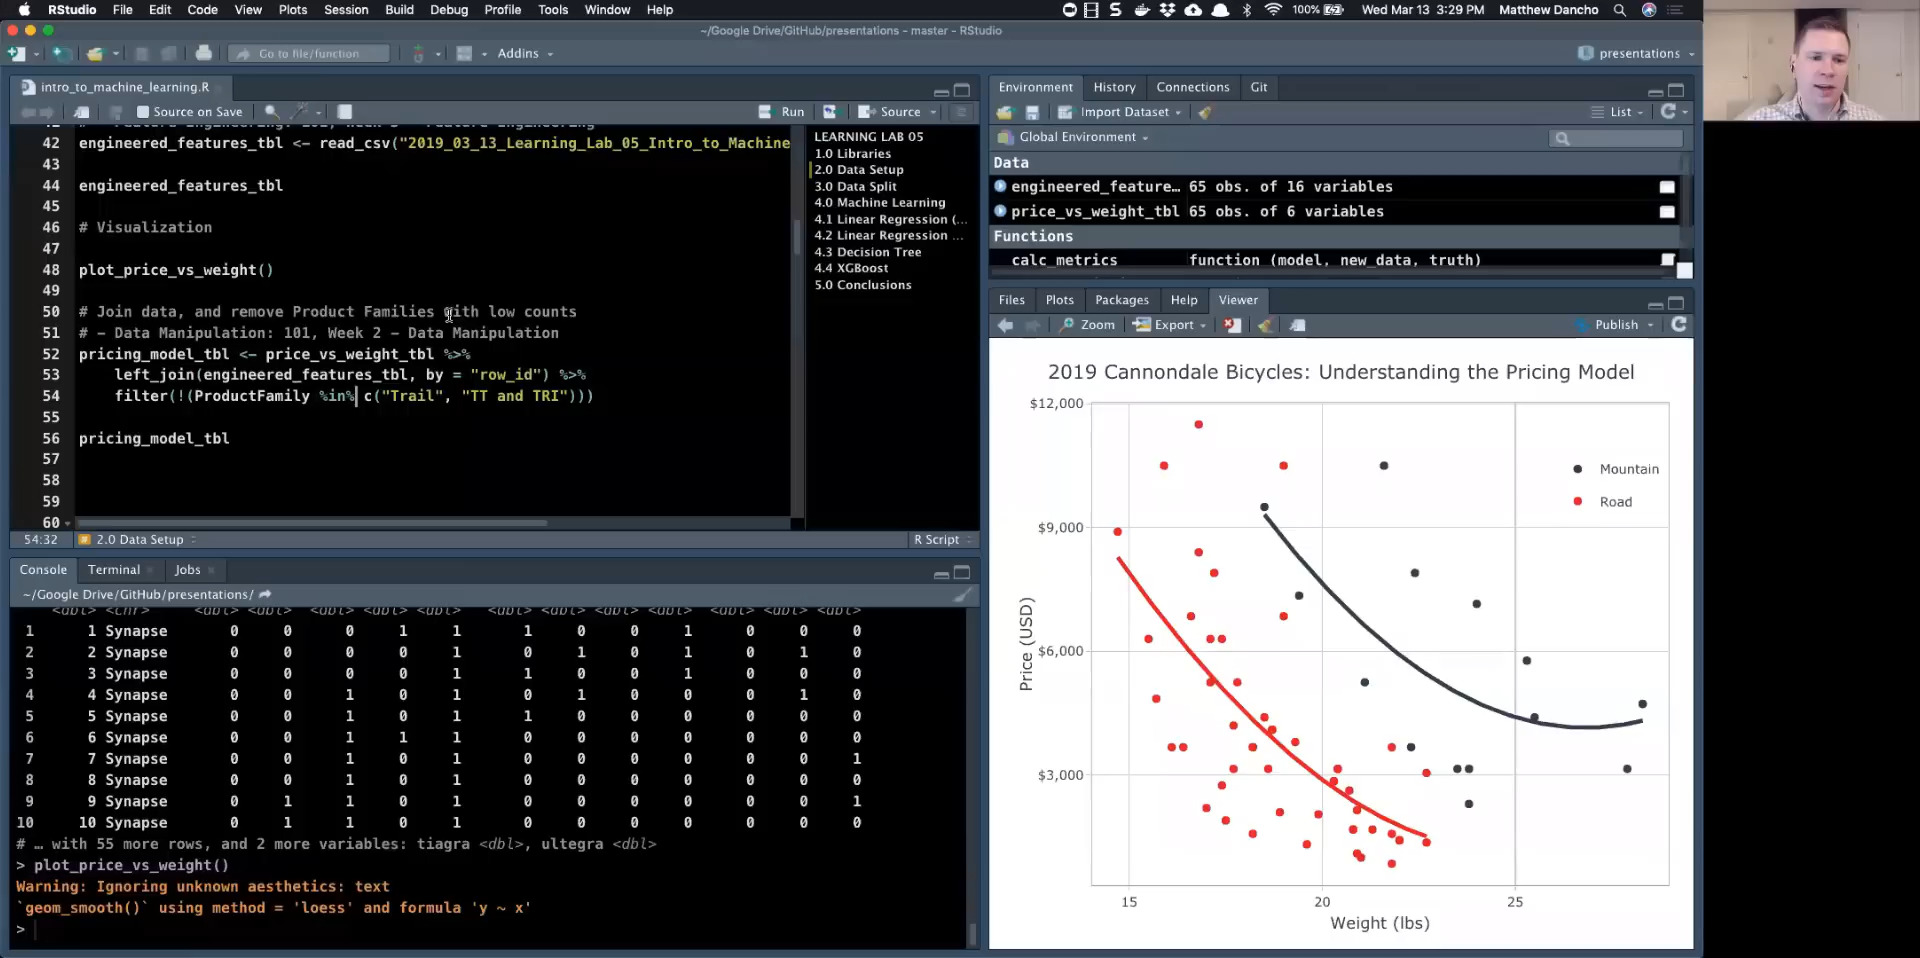 RStudio File Edit Code View Plots Session Build Debug Profile Tools Window Help 100% Wed Mar 13 3:29 PM Matthew Dancho
~/Google Drive/GitHub/presentations - master - RStudio
Go to file/function Addins presentations
intro_to_machine_learning.R
Source on Save Run Source
42 engineered_features_tbl <- read_csv("2019_03_13_Learning_Lab_05_Intro_to_Machine
43
44 engineered_features_tbl
45
46 # Visualization
47
48 plot_price_vs_weight()
49
50 # Join data, and remove Product Families with low counts
51 # - Data Manipulation: 101, Week 2 - Data Manipulation
52 pricing_model_tbl <- price_vs_weight_tbl %>%
53 left_join(engineered_features_tbl, by = "row_id") %>%
54 filter(!(ProductFamily %in% c("Trail", "TT and TRI")))
55
56 pricing_model_tbl
57
58
59
60
54:32 2.0 Data Setup R Script
LEARNING LAB 05
1.0 Libraries
2.0 Data Setup
3.0 Data Split
4.0 Machine Learning
4.1 Linear Regression (...
4.2 Linear Regression ...
4.3 Decision Tree
4.4 XGBoost
5.0 Conclusions
Console Terminal Jobs
~/Google Drive/GitHub/presentations/
<dbl> <chr> <dbl> <dbl> <dbl> <dbl> <dbl> <dbl> <dbl> <dbl> <dbl> <dbl> <dbl> <dbl>
1 1 Synapse 0 0 0 1 1 1 0 0 1 0 0 0
2 2 Synapse 0 0 0 0 1 0 1 0 1 0 1 0
3 3 Synapse 0 0 0 0 1 1 0 0 1 0 0 0
4 4 Synapse 0 0 1 0 1 0 1 0 0 0 1 0
5 5 Synapse 0 0 1 0 1 1 0 0 0 0 0 0
6 6 Synapse 0 0 1 1 1 0 0 0 0 0 0 0
7 7 Synapse 0 0 1 0 1 0 0 0 0 0 0 1
8 8 Synapse 0 0 1 0 1 0 0 0 0 0 0 0
9 9 Synapse 0 1 1 0 1 0 0 0 0 0 0 1
10 10 Synapse 0 1 1 0 1 0 0 0 0 0 0 0
# … with 55 more rows, and 2 more variables: tiagra <dbl>, ultegra <dbl>
> plot_price_vs_weight()
Warning: Ignoring unknown aesthetics: text
`geom_smooth()` using method = 'loess' and formula 'y ~ x'
>
Environment History Connections Git
Import Dataset List
Global Environment
Data
engineered_feature… 65 obs. of 16 variables
price_vs_weight_tbl 65 obs. of 6 variables
Functions
calc_metrics function (model, new_data, truth)
Files Plots Packages Help Viewer
Zoom Export Publish
2019 Cannondale Bicycles: Understanding the Pricing Model
$12,000
$9,000
$6,000
$3,000
Price (USD)
Mountain
Road
15 20 25
Weight (lbs)